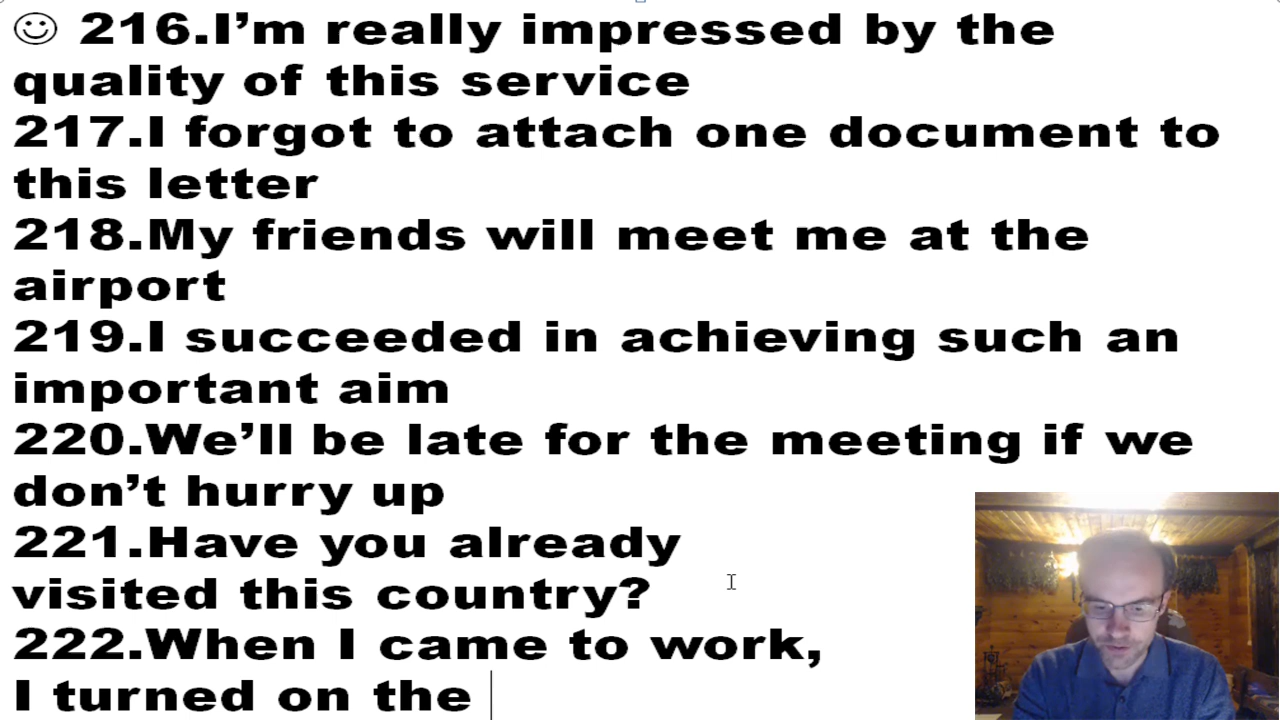 ☺ 216.I’m really impressed by the
quality of this service
217.I forgot to attach one document to
this letter
218.My friends will meet me at the
airport
219.I succeeded in achieving such an
important aim
220.We’ll be late for the meeting if we
don’t hurry up
221.Have you already
visited this country?
222.When I came to work,
I turned on the